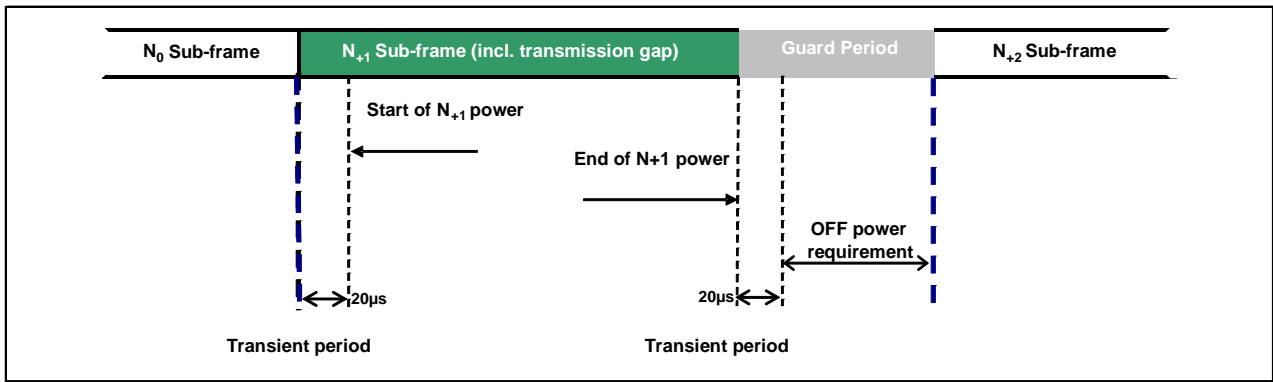 N0 Sub-frame
N+1 Sub-frame (incl. transmission gap)
Guard Period
N+2 Sub-frame
Start of N+1 power
End of N+1 power
OFF power
requirement
20µs
20µs
Transient period
Transient period